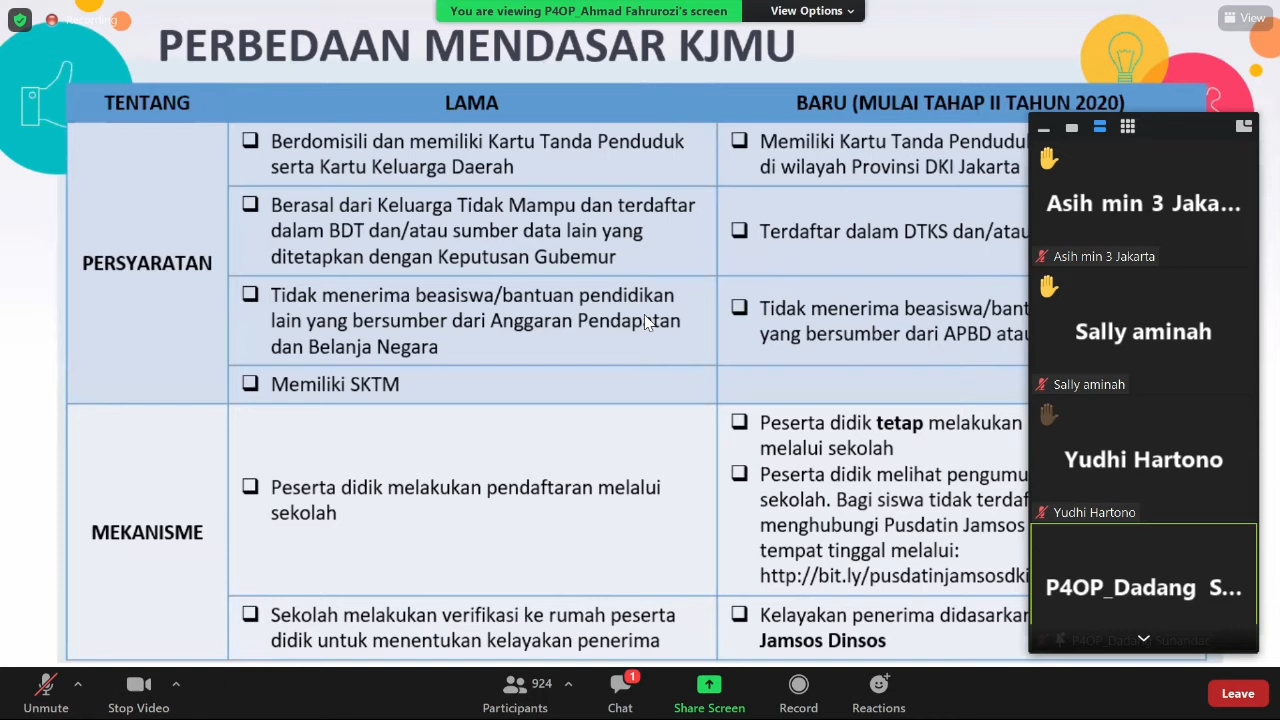 Recording
You are viewing P4OP_Ahmad Fahrurozi's screen
View Options
View
PERBEDAAN MENDASAR KJMU
TENTANG
LAMA
BARU (MULAI TAHAP II TAHUN 2020)
PERSYARATAN
Berdomisili dan memiliki Kartu Tanda Penduduk
serta Kartu Keluarga Daerah
Memiliki Kartu Tanda
di wilayah Provinsi DKI Jakarta
Berasal dari Keluarga Tidak Mampu dan terdaftar
dalam BDT dan/atau sumber data lain yang
ditetapkan dengan Keputusan Gubernur
Terdaftar dalam DTKS
Tidak menerima beasiswa/bantuan pendidikan
lain yang bersumber dari Anggaran Pendapatan
dan Belanja Negara
Tidak menerima
yang bersumber dari APBD
Memiliki SKTM
MEKANISME
Peserta didik melakukan pendaftaran melalui
sekolah
Peserta didik tetap melakukan
melalui sekolah
Peserta didik melihat
sekolah. Bagi siswa tidak
menghubungi Pusdatin Jamsos
tempat tinggal melalui:
http://bit.ly/pusdatinjamsosdki
Sekolah melakukan verifikasi ke rumah peserta
didik untuk menentukan kelayakan penerima
Kelayakan penerima didasarkan
Jamsos Dinsos
Asih min 3 Jaka...
Asih min 3 Jakarta
Sally aminah
Sally aminah
Yudhi Hartono
Yudhi Hartono
P4OP_Dadang S...
P4OP_Dadang
Unmute
Stop Video
924
Participants
1
Chat
Share Screen
Record
Reactions
Leave